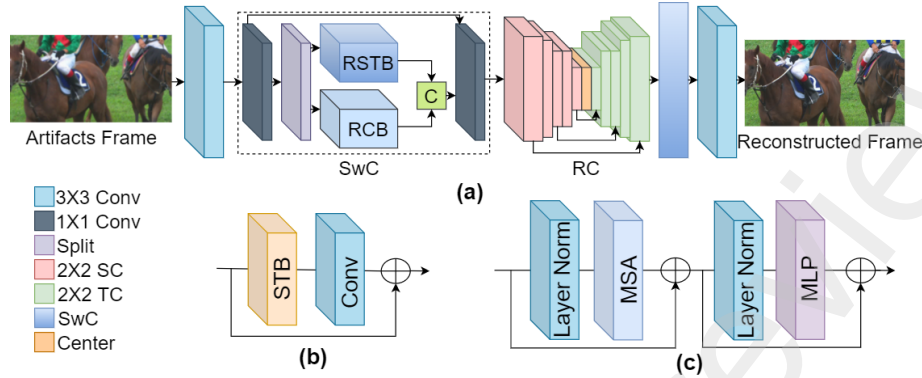 RSTB
RCB
C
Artifacts Frame
SwC
RC
Reconstructed Frame
(a)
3X3 Conv
1X1 Conv
Split
2X2 SC
2X2 TC
SwC
Center
STB
Conv
(b)
Layer Norm
MSA
Layer Norm
MLP
(c)